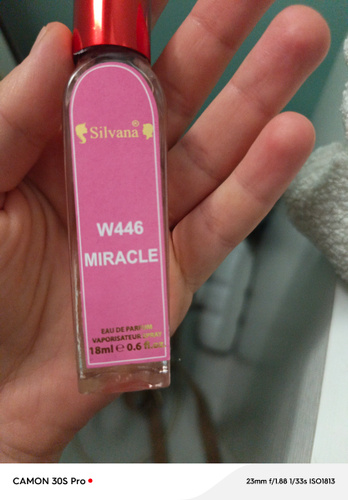 Silvana®
W446
MIRACLE
EAU DE PARFUM
VAPORISATEUR SPRAY
18ml ℮ 0.6 fl.oz
CAMON 30S Pro
23mm f/1.88 1/33s ISO1813